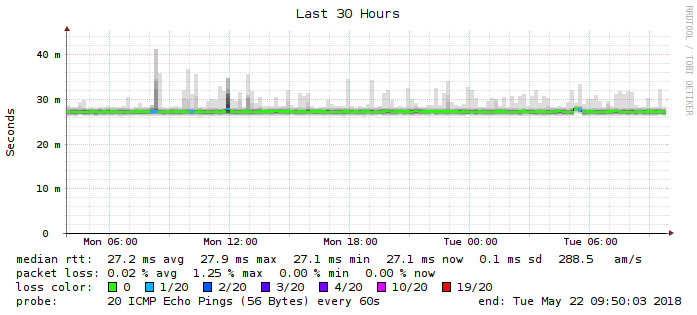 Last 30 Hours
RRDTOOL / TOBI OETIKER
Seconds
40 m
30 m
20 m
10 m
0
Mon 06:00 Mon 12:00 Mon 18:00 Tue 00:00 Tue 06:00
median rtt: 27.2 ms avg 27.9 ms max 27.1 ms min 27.1 ms now 0.1 ms sd 288.5 am/s
packet loss: 0.02 % avg 1.25 % max 0.00 % min 0.00 % now
loss color: 0 1/20 2/20 3/20 4/20 10/20 19/20
probe: 20 ICMP Echo Pings (56 Bytes) every 60s end: Tue May 22 09:50:03 2018